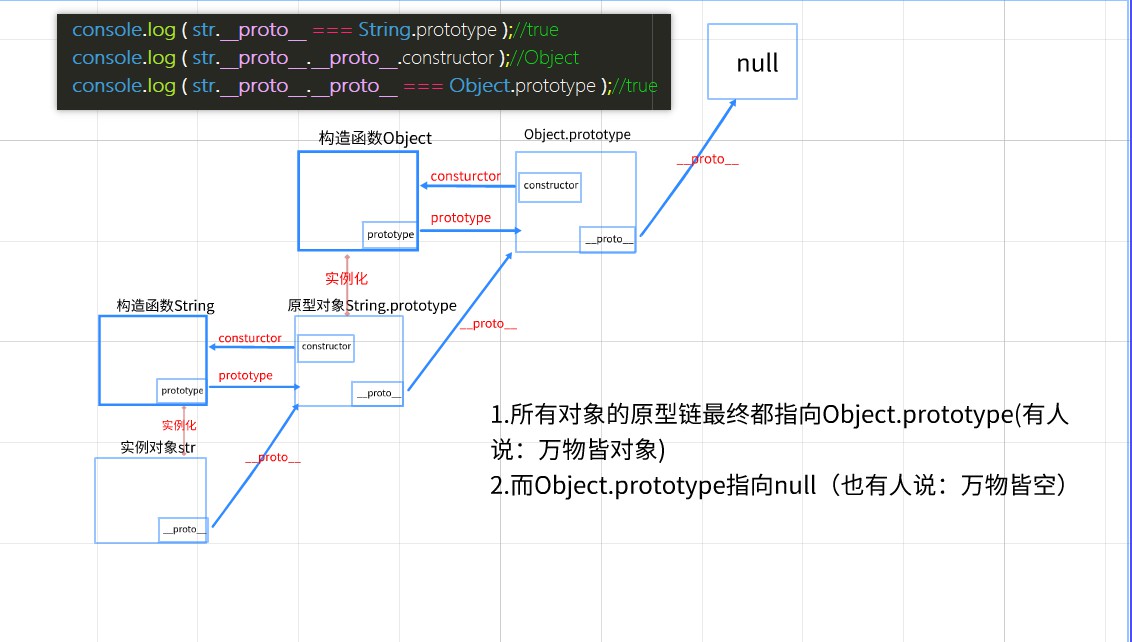 console.log ( str.__proto__ === String.prototype );//true
console.log ( str.__proto__.__proto__.constructor );//Object
console.log ( str.__proto__.__proto__ === Object.prototype );//true
null
构造函数Object
Object.prototype
__proto__
consturctor
constructor
prototype
prototype
__proto__
实例化
构造函数String
原型对象String.prototype
__proto__
consturctor
constructor
prototype
prototype
__proto__
实例化
实例对象str
__proto__
__proto__
1.所有对象的原型链最终都指向Object.prototype(有人
说：万物皆对象)
2.而Object.prototype指向null（也有人说：万物皆空）